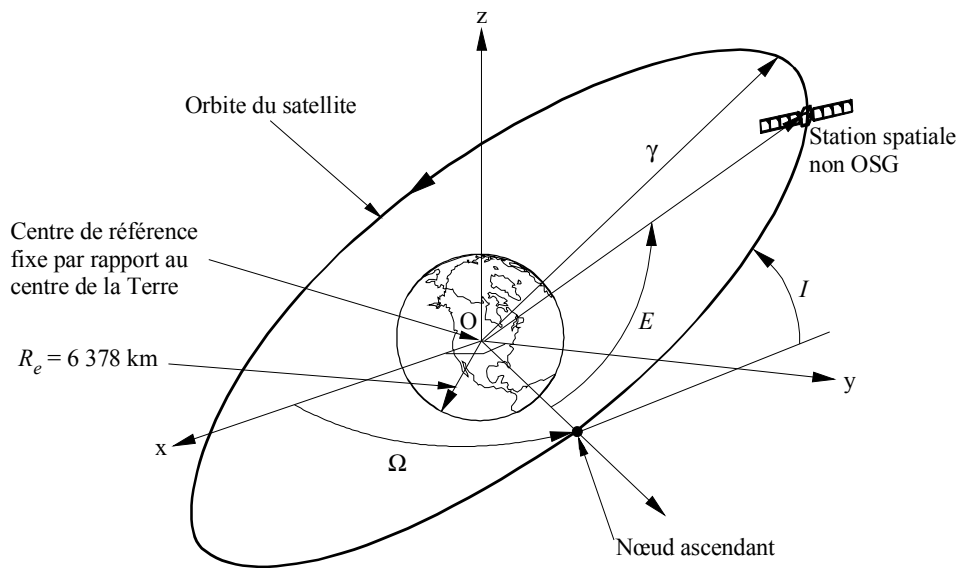 z
Orbite du satellite
γ
Station spatiale
non OSG
Centre de référence
fixe par rapport au
centre de la Terre
O
E
I
R_e = 6 378 km
y
x
Ω
Nœud ascendant